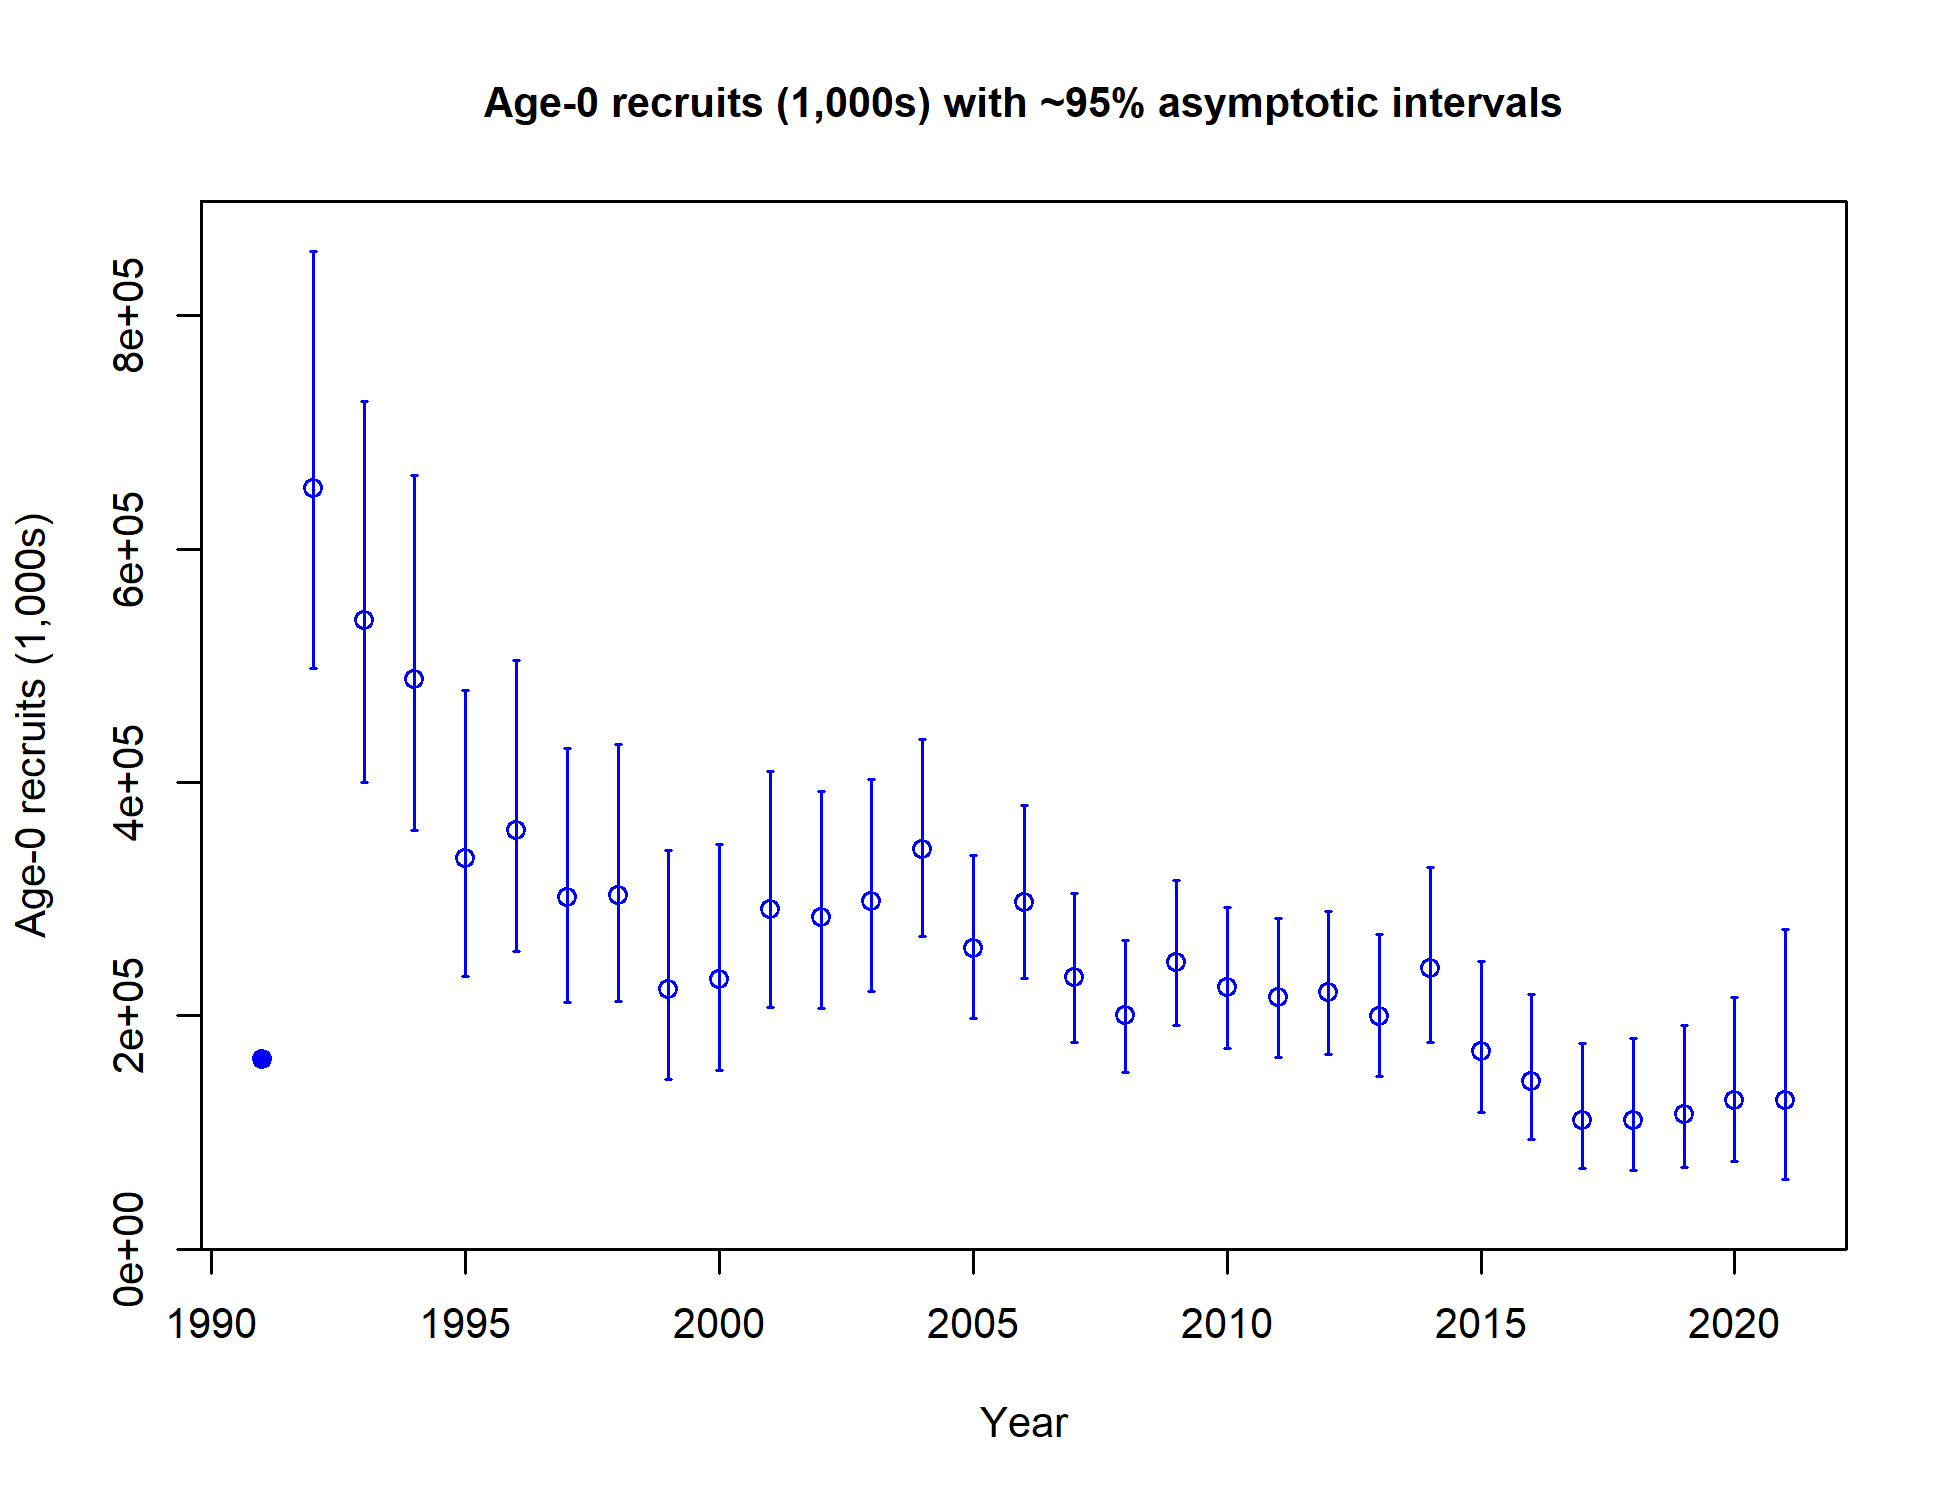 Age-0 recruits (1,000s) with ~95% asymptotic intervals
Age-0 recruits (1,000s)
8e+05
6e+05
4e+05
2e+05
0e+00
1990 1995 2000 2005 2010 2015 2020
Year